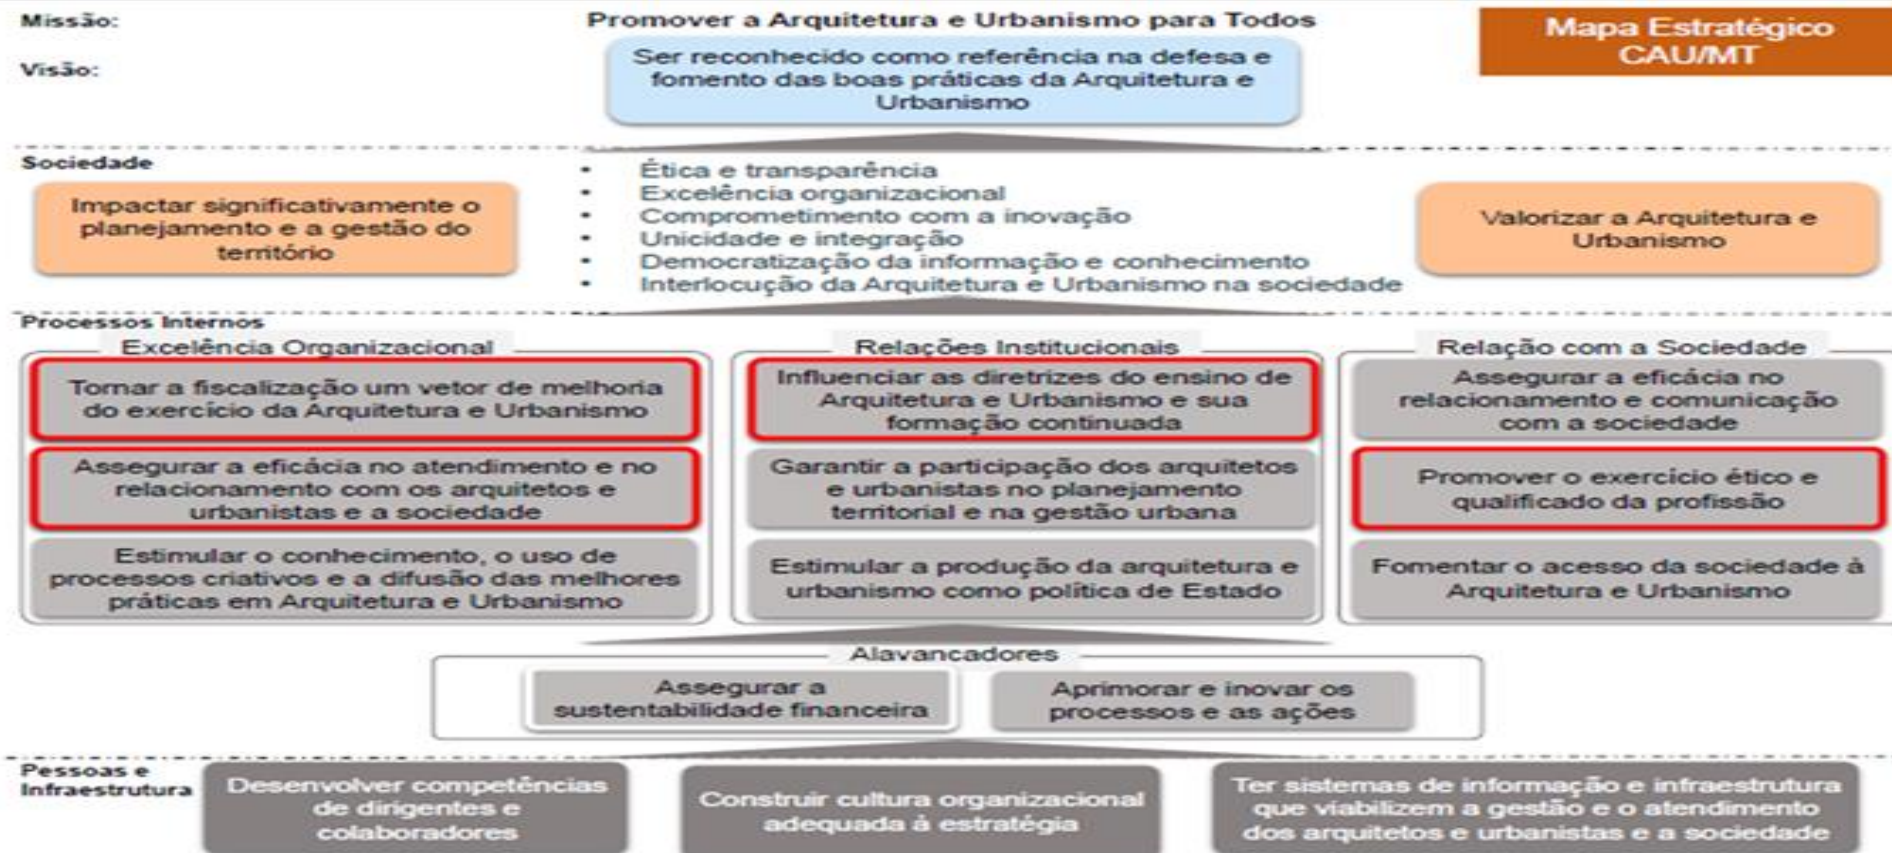 Missão:
Promover a Arquitetura e Urbanismo para Todos
Mapa Estratégico
CAU/MT
Visão:
Ser reconhecido como referência na defesa e
fomento das boas práticas da Arquitetura e
Urbanismo
Sociedade
Impactar significativamente o
planejamento e a gestão do
território
• Ética e transparência
• Excelência organizacional
• Comprometimento com a inovação
• Unicidade e integração
• Democratização da informação e conhecimento
• Interlocução da Arquitetura e Urbanismo na sociedade
Valorizar a Arquitetura e
Urbanismo
Processos Internos
Excelência Organizacional
Tornar a fiscalização um vetor de melhoria
do exercício da Arquitetura e Urbanismo
Assegurar a eficácia no atendimento e no
relacionamento com os arquitetos e
urbanistas e a sociedade
Estimular o conhecimento, o uso de
processos criativos e a difusão das melhores
práticas em Arquitetura e Urbanismo
Relações Institucionais
Influenciar as diretrizes do ensino de
Arquitetura e Urbanismo e sua
formação continuada
Garantir a participação dos arquitetos
e urbanistas no planejamento
territorial e na gestão urbana
Estimular a produção da arquitetura e
urbanismo como política de Estado
Relação com a Sociedade
Assegurar a eficácia no
relacionamento e comunicação
com a sociedade
Promover o exercício ético e
qualificado da profissão
Fomentar o acesso da sociedade à
Arquitetura e Urbanismo
Alavancadores
Assegurar a
sustentabilidade financeira
Aprimorar e inovar os
processos e as ações
Pessoas e
Infraestrutura
Desenvolver competências
de dirigentes e
colaboradores
Construir cultura organizacional
adequada à estratégia
Ter sistemas de informação e infraestrutura
que viabilizem a gestão e o atendimento
dos arquitetos e urbanistas e a sociedade